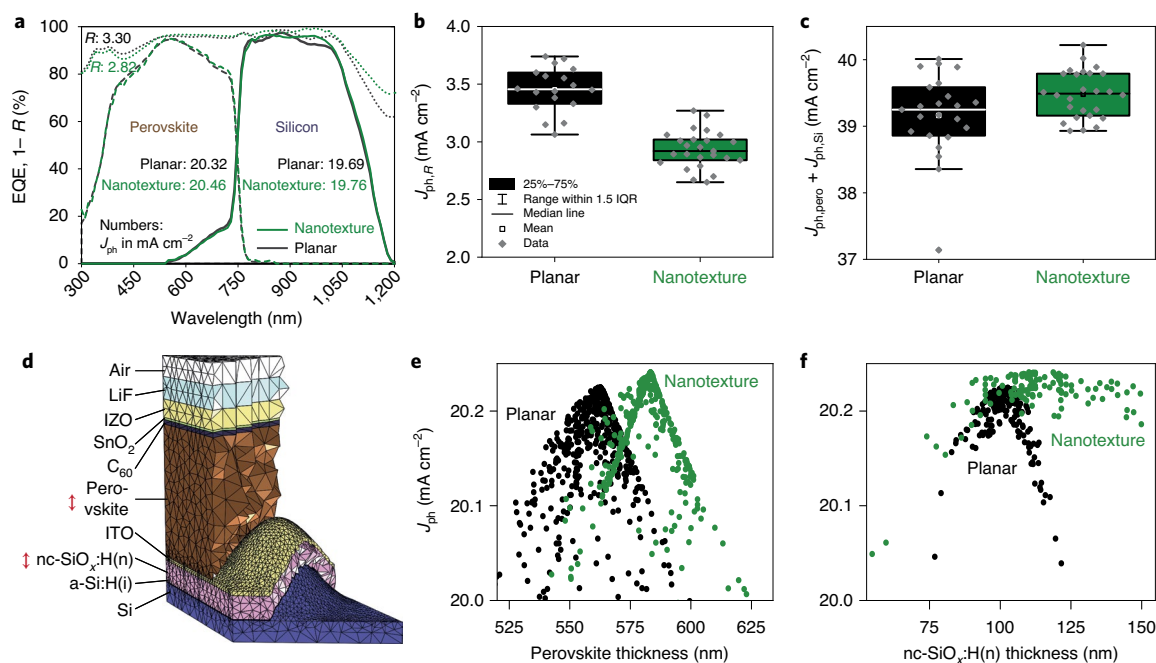 a
EQE, 1– R (%)
100
80
60
40
20
0
300
450
600
750
900
1,050
1,200
Wavelength (nm)
R: 3.30
R: 2.82
Perovskite
Silicon
Planar: 20.32
Planar: 19.69
Nanotexture: 20.46
Nanotexture: 19.76
Numbers:
Jph in mA cm−2
Nanotexture
Planar
b
Jph,R (mA cm−2)
4.0
3.5
3.0
2.5
2.0
25%–75%
Range within 1.5 IQR
Median line
Mean
Data
Planar
Nanotexture
c
Jph,pero + Jph,Si (mA cm−2)
40
39
38
37
Planar
Nanotexture
d
Air
LiF
IZO
SnO2
C60
Pero-
vskite
ITO
nc-SiOx:H(n)
a-Si:H(i)
Si
e
Jph (mA cm−2)
20.2
20.1
20.0
Planar
Nanotexture
525
550
575
600
625
Perovskite thickness (nm)
f
20.2
20.1
20.0
Planar
Nanotexture
75
100
125
150
nc-SiOx:H(n) thickness (nm)